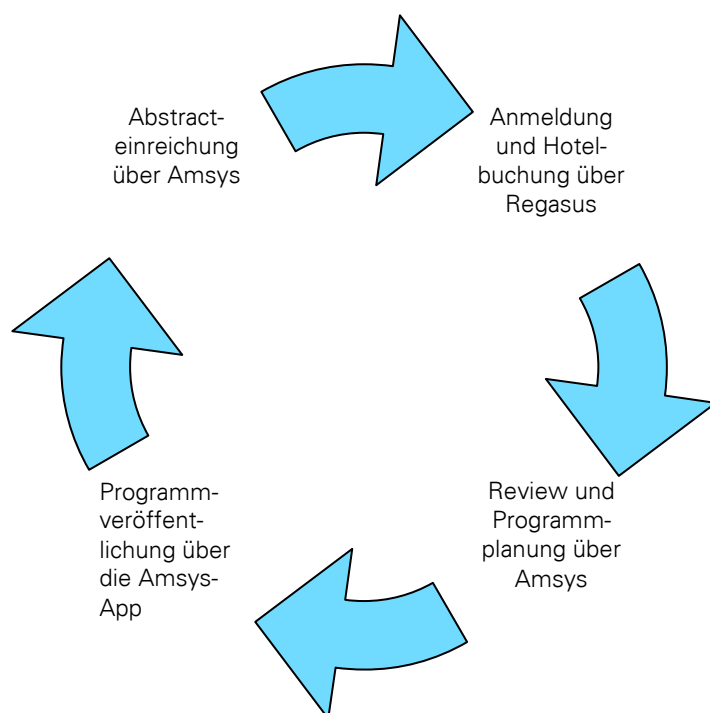 Abstract-
einreichung
über Amsys
Anmeldung
und Hotel-
buchung über
Regasus
Review und
Programm-
planung über
Amsys
Programm-
veröffent-
lichung über
die Amsys-
App